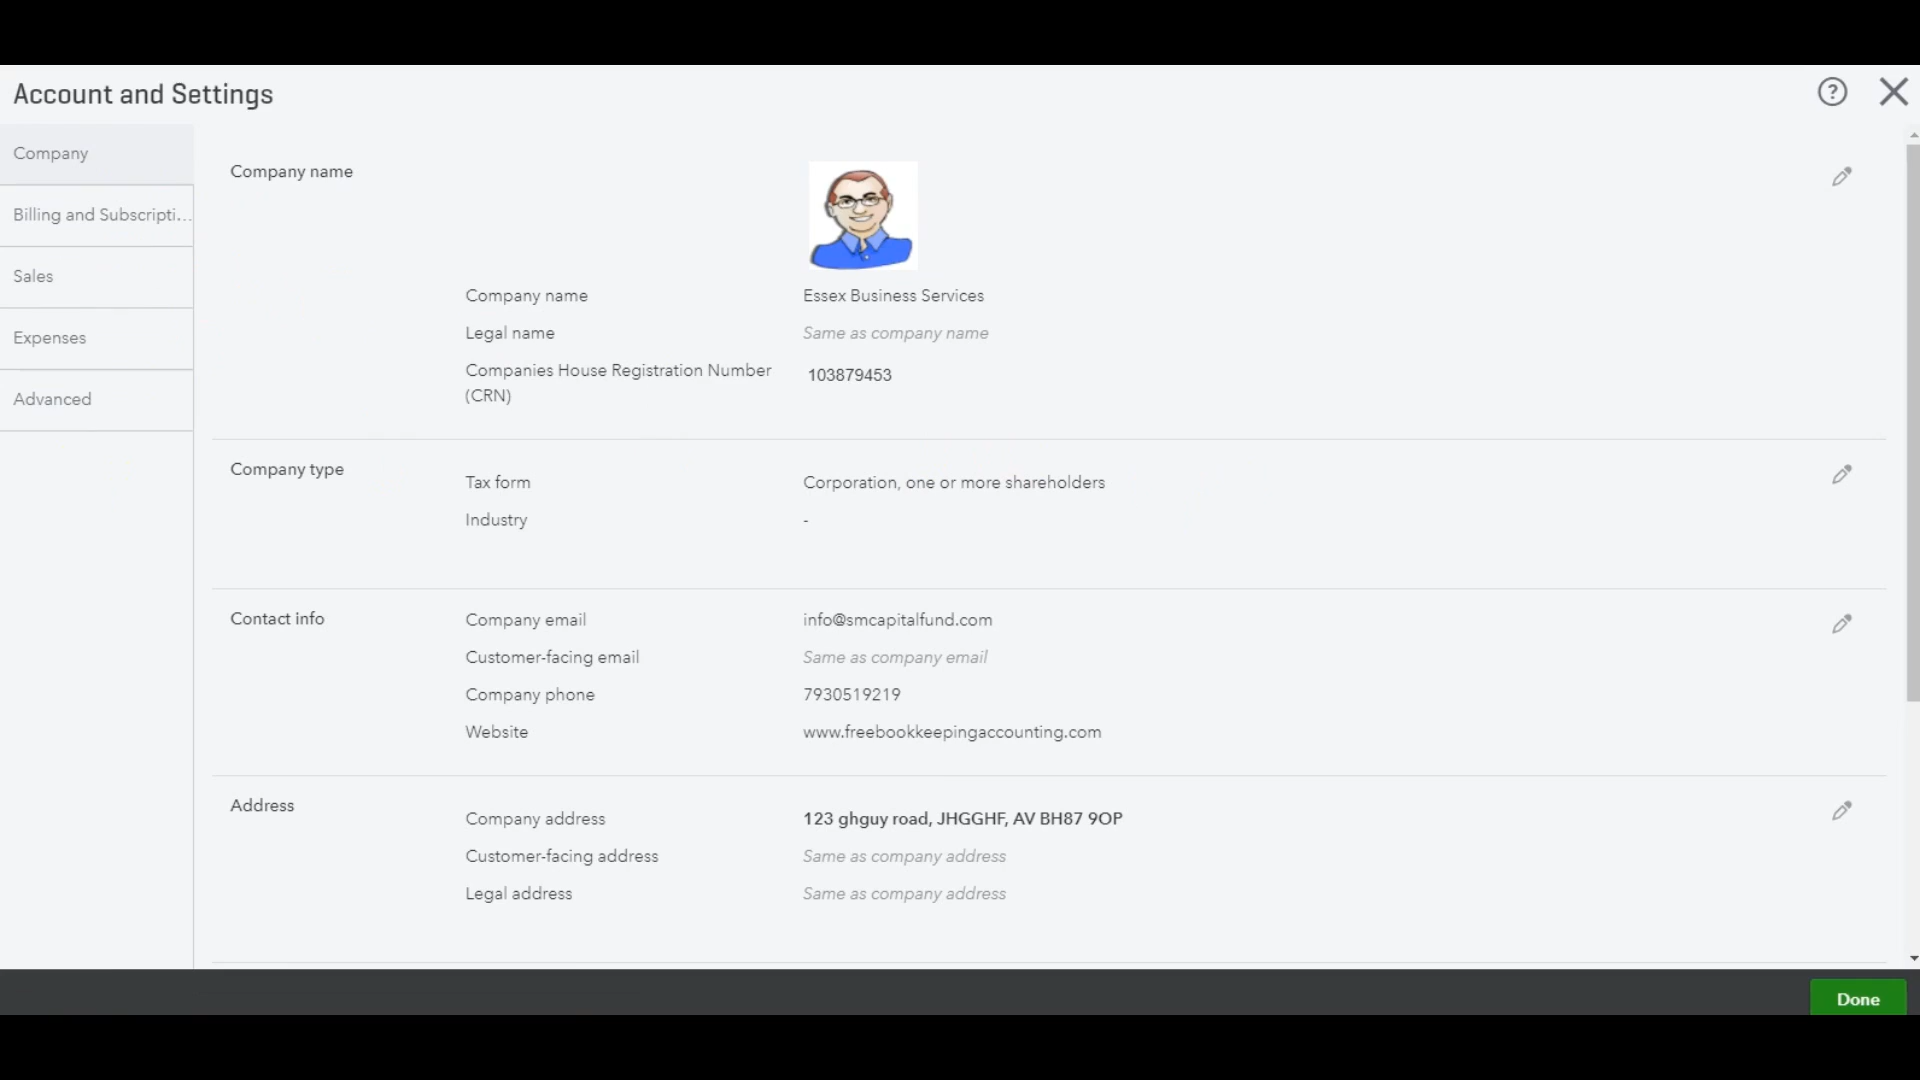 Account and Settings
?
Company
Billing and Subscripti...
Sales
Expenses
Advanced
Company name
Company name Essex Business Services
Legal name Same as company name
Companies House Registration Number 103879453
(CRN)
Company type
Tax form Corporation, one or more shareholders
Industry -
Contact info
Company email info@smcapitalfund.com
Customer-facing email Same as company email
Company phone 7930519219
Website www.freebookkeepingaccounting.com
Address
Company address 123 ghguy road, JHGGHF, AV BH87 9OP
Customer-facing address Same as company address
Legal address Same as company address
Done